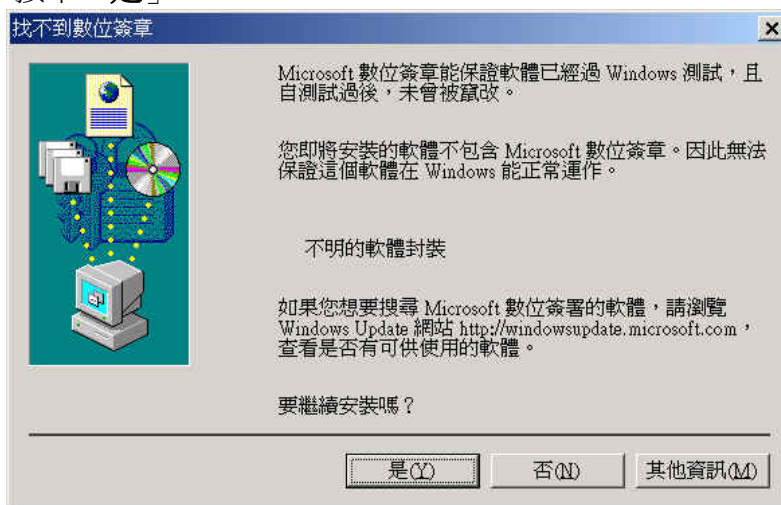 找不到數位簽章
Microsoft 數位簽章能保證軟體已經過 Windows 測試，且
自測試過後，未曾被竄改。
您即將安裝的軟體不包含 Microsoft 數位簽章。因此無法
保證這個軟體在 Windows 能正常運作。
不明的軟體封裝
如果您想要搜尋 Microsoft 數位簽署的軟體，請瀏覽
Windows Update 網站 http://windowsupdate.microsoft.com，
查看是否有可供使用的軟體。
要繼續安裝嗎？
是(Y) 否(N) 其他資訊(M)